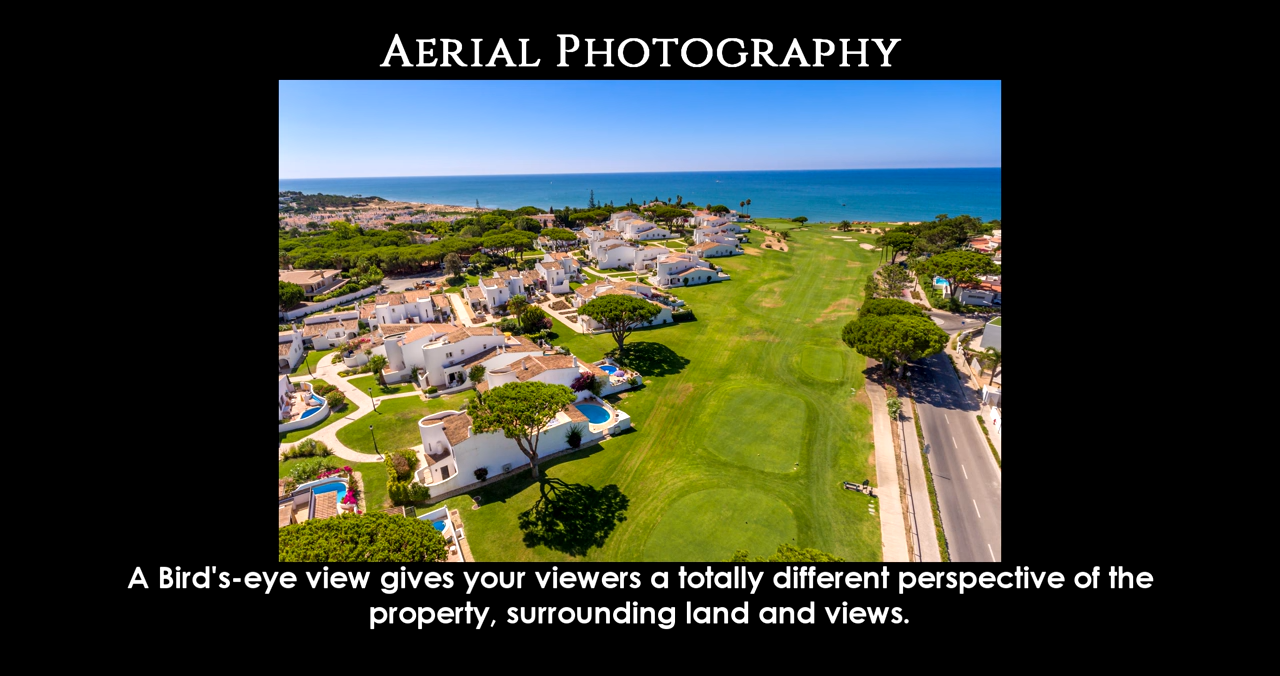 Aerial Photography
A Bird's-eye view gives your viewers a totally different perspective of the
property, surrounding land and views.